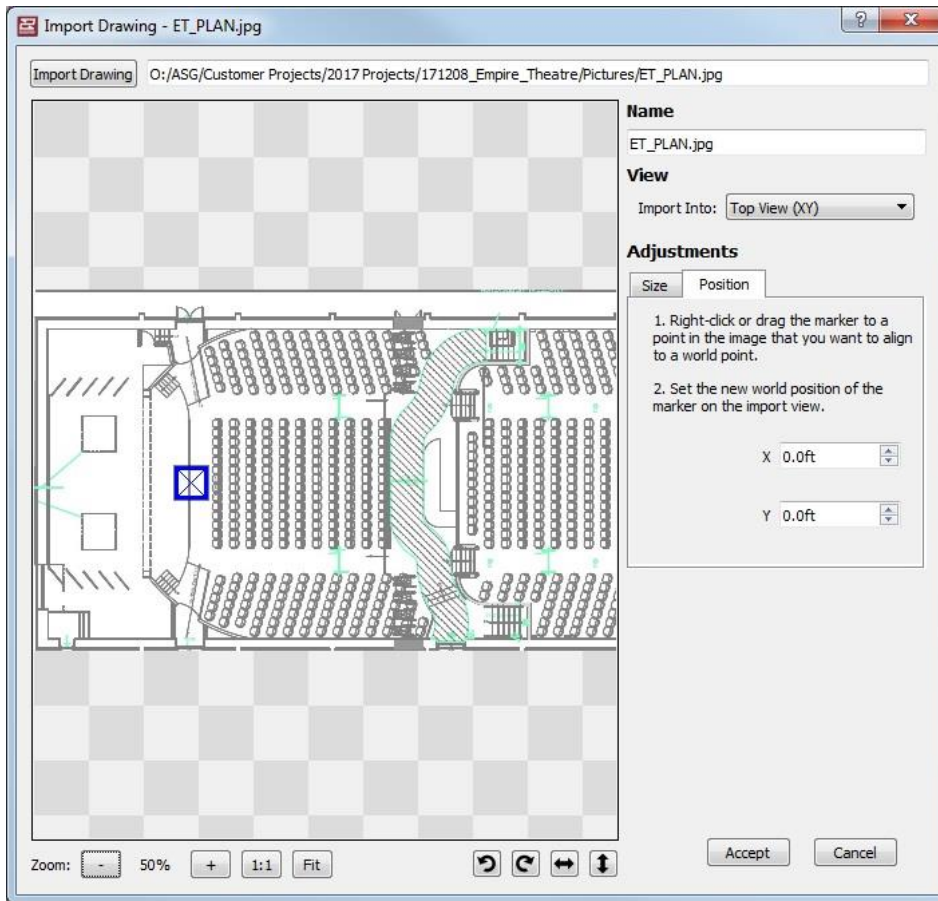 Import Drawing - ET_PLAN.jpg
?
Import Drawing
O:/ASG/Customer Projects/2017 Projects/171208_Empire_Theatre/Pictures/ET_PLAN.jpg
Name
ET_PLAN.jpg
View
Import Into: Top View (XY)
Adjustments
Size Position
1. Right-click or drag the marker to a
point in the image that you want to align
to a world point.
2. Set the new world position of the
marker on the import view.
X 0.0ft
Y 0.0ft
Zoom: - 50% + 1:1 Fit
Accept Cancel